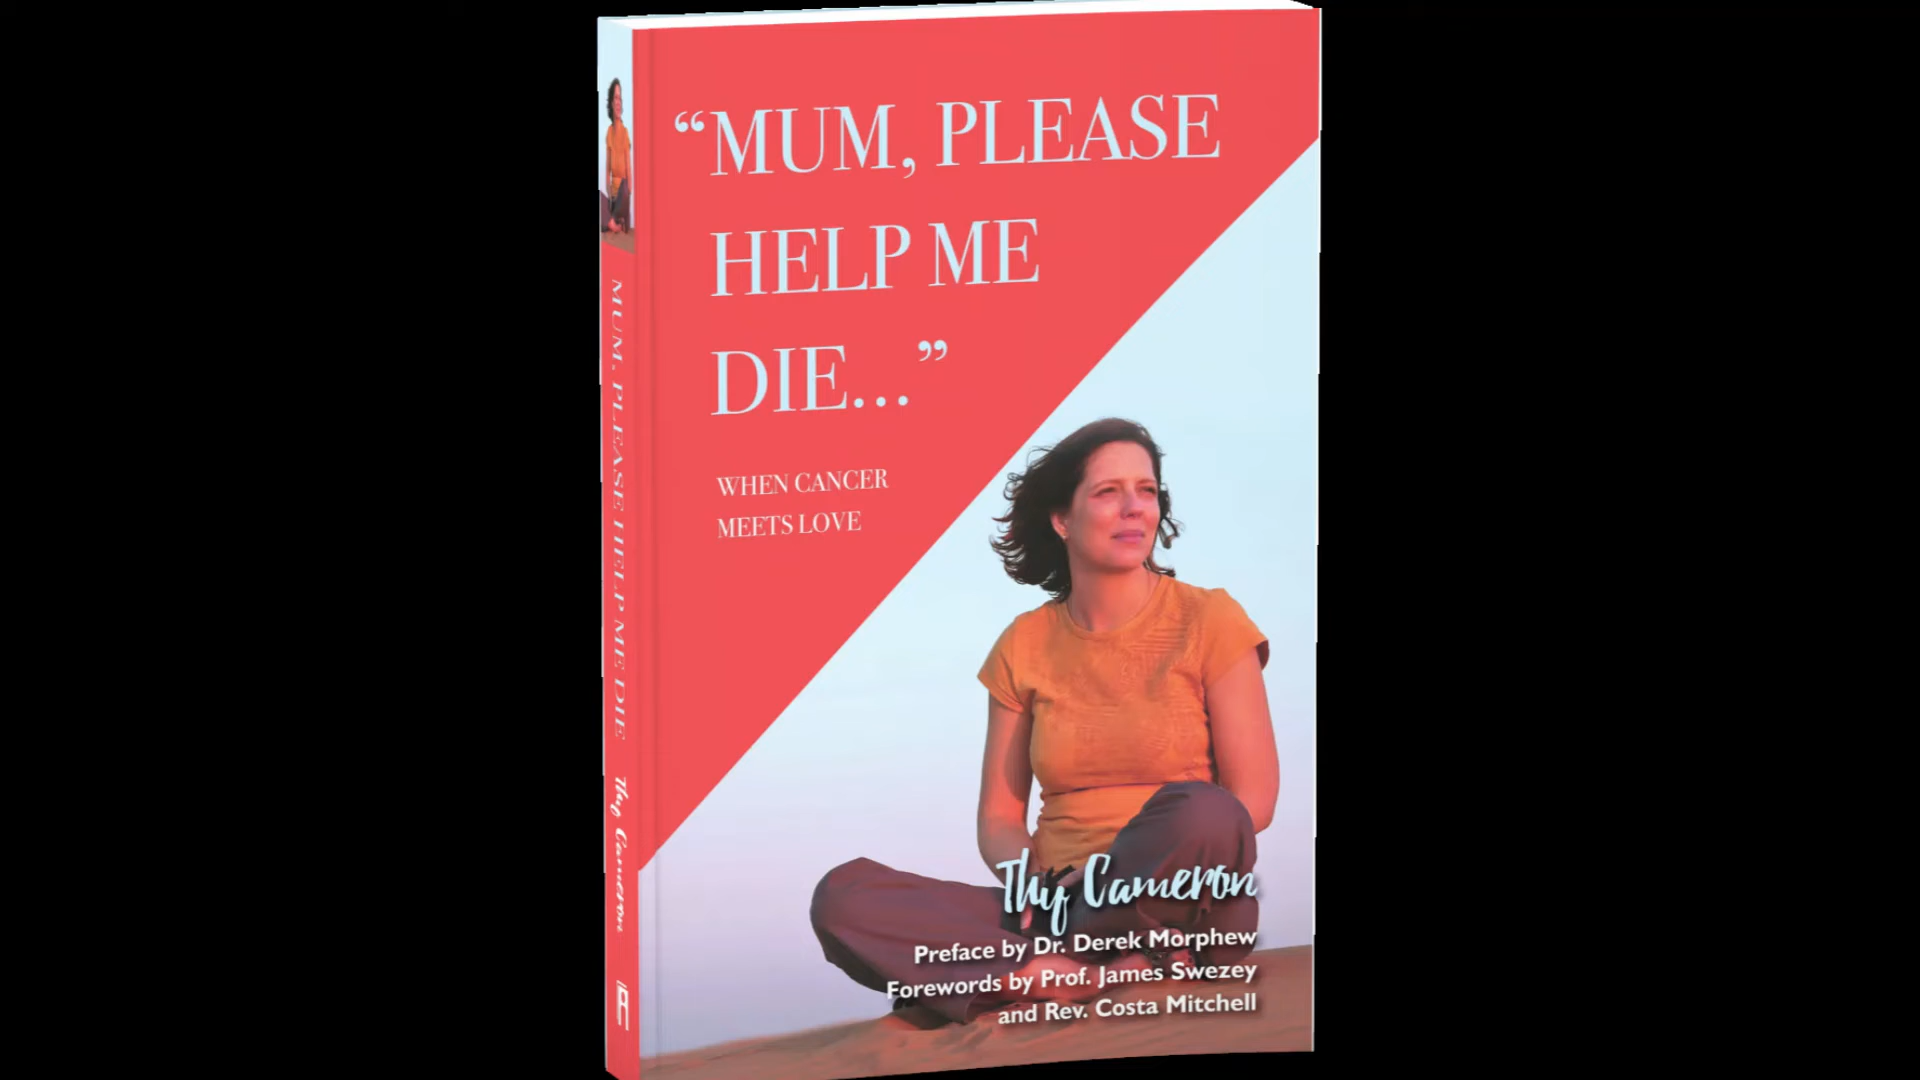 “MUM, PLEASE
HELP ME
DIE...”
WHEN CANCER
MEETS LOVE
Thy Cameron
Preface by Dr. Derek Morphew
Forewords by Prof. James Swezey
and Rev. Costa Mitchell
MUM, PLEASE HELP ME DIE Thy Cameron